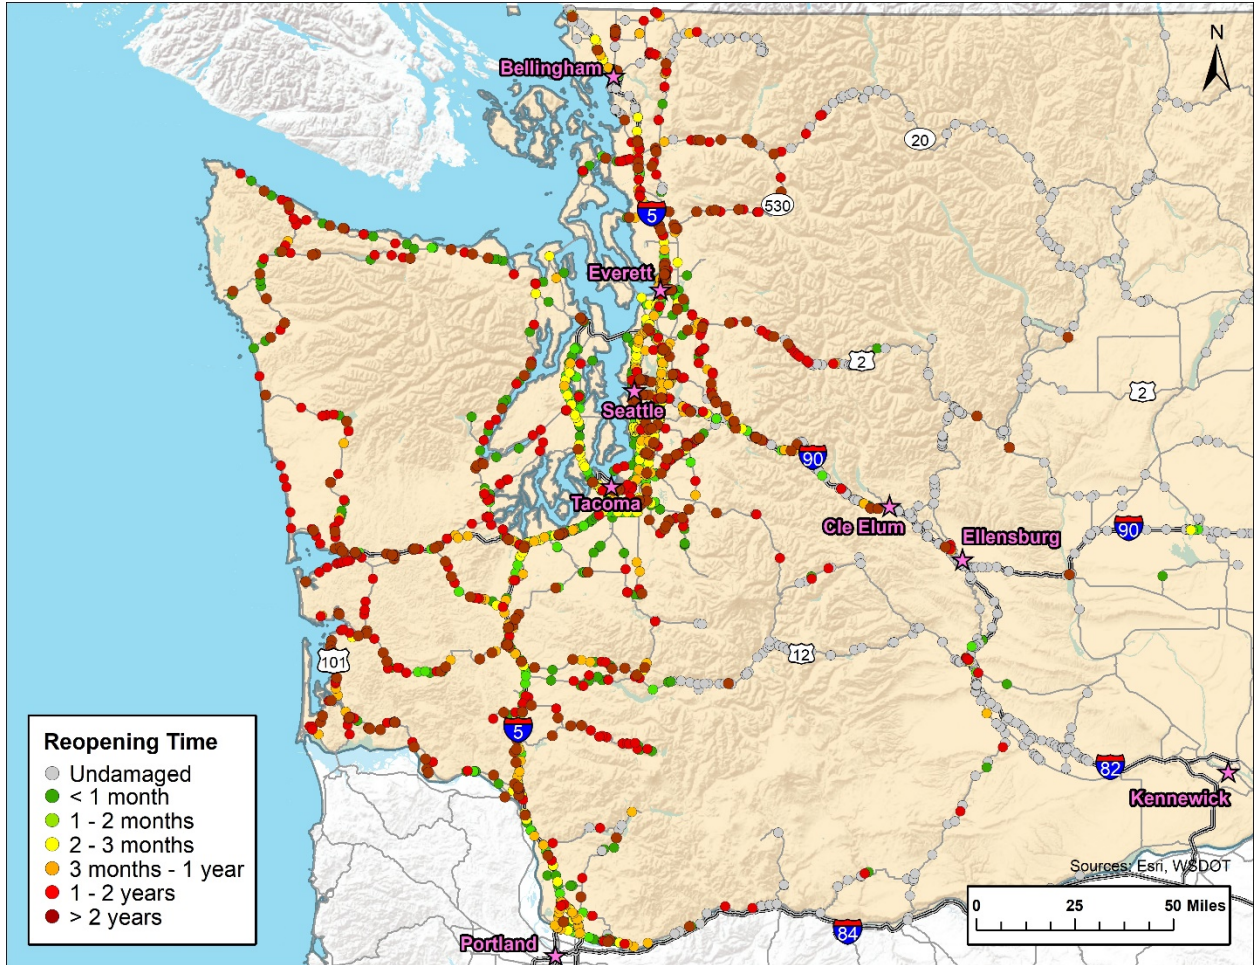 N
Bellingham
20
530
5
Everett
2
2
Seattle
90
Tacoma
Cle Elum
Ellensburg
90
101
12
5
82
Kennewick
Reopening Time
Undamaged
< 1 month
1 - 2 months
2 - 3 months
3 months - 1 year
1 - 2 years
> 2 years
Sources: Esri, WSDOT
0 25 50 Miles
84
Portland